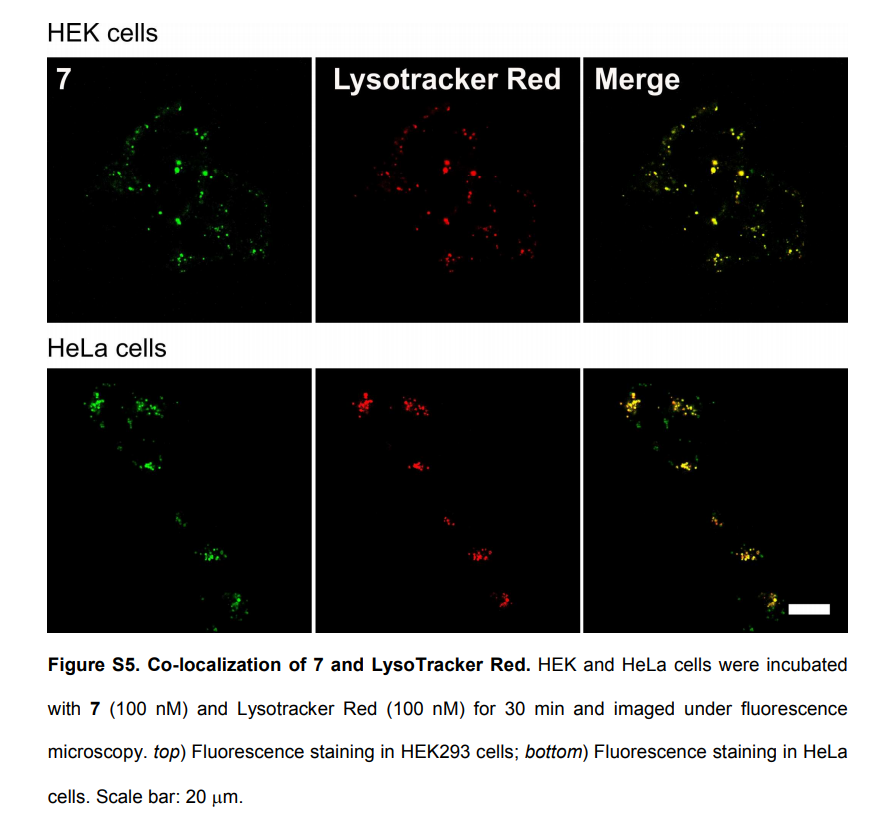 HEK cells
7 Lysotracker Red Merge
HeLa cells
Figure S5. Co-localization of 7 and LysoTracker Red. HEK and HeLa cells were incubated
with 7 (100 nM) and Lysotracker Red (100 nM) for 30 min and imaged under fluorescence
microscopy. top) Fluorescence staining in HEK293 cells; bottom) Fluorescence staining in HeLa
cells. Scale bar: 20 μm.